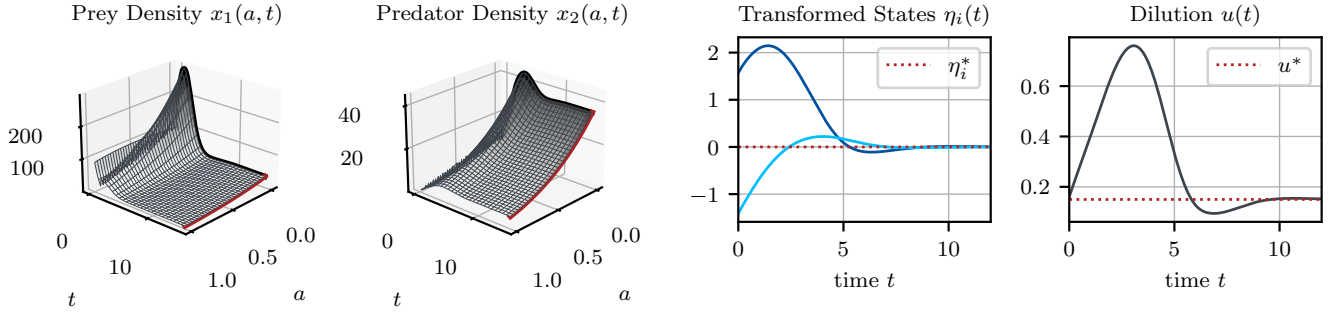 Prey Density x₁(a, t)
200
100
0
10
t
0.0
0.5
1.0
a
Predator Density x₂(a, t)
40
20
0
10
t
0.0
0.5
1.0
a
Transformed States ηᵢ(t)
2
1
0
−1
ηᵢ*
0
5
10
time t
Dilution u(t)
0.6
0.4
0.2
u*
0
5
10
time t